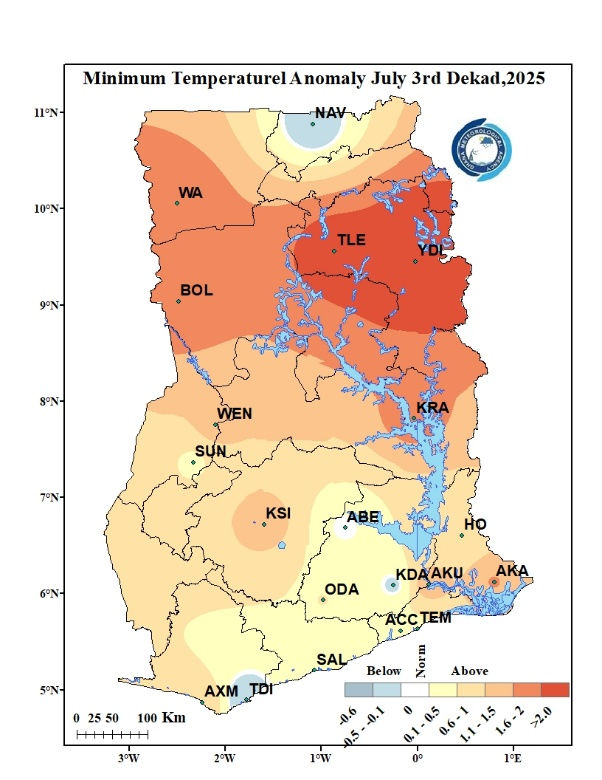 Minimum Temperaturel Anomaly July 3rd Dekad,2025
11°N
NAV
GHANA METEOROLOGICAL AGENCY
WA
10°N
TLE
YDI
BOL
9°N
8°N
WEN
KRA
SUN
7°N
KSI
ABE
HO
6°N
KDA
AKU
AKA
ODA
ACC
TEM
SAL
5°N
AXM
TDI
Below
Norm
Above
-0.6
-0.5 - -0.1
0
0.1 - 0.5
0.6 - 1
1.1 - 1.5
1.6 - 2
>2.0
0 25 50 100 Km
3°W
2°W
1°W
0°
1°E